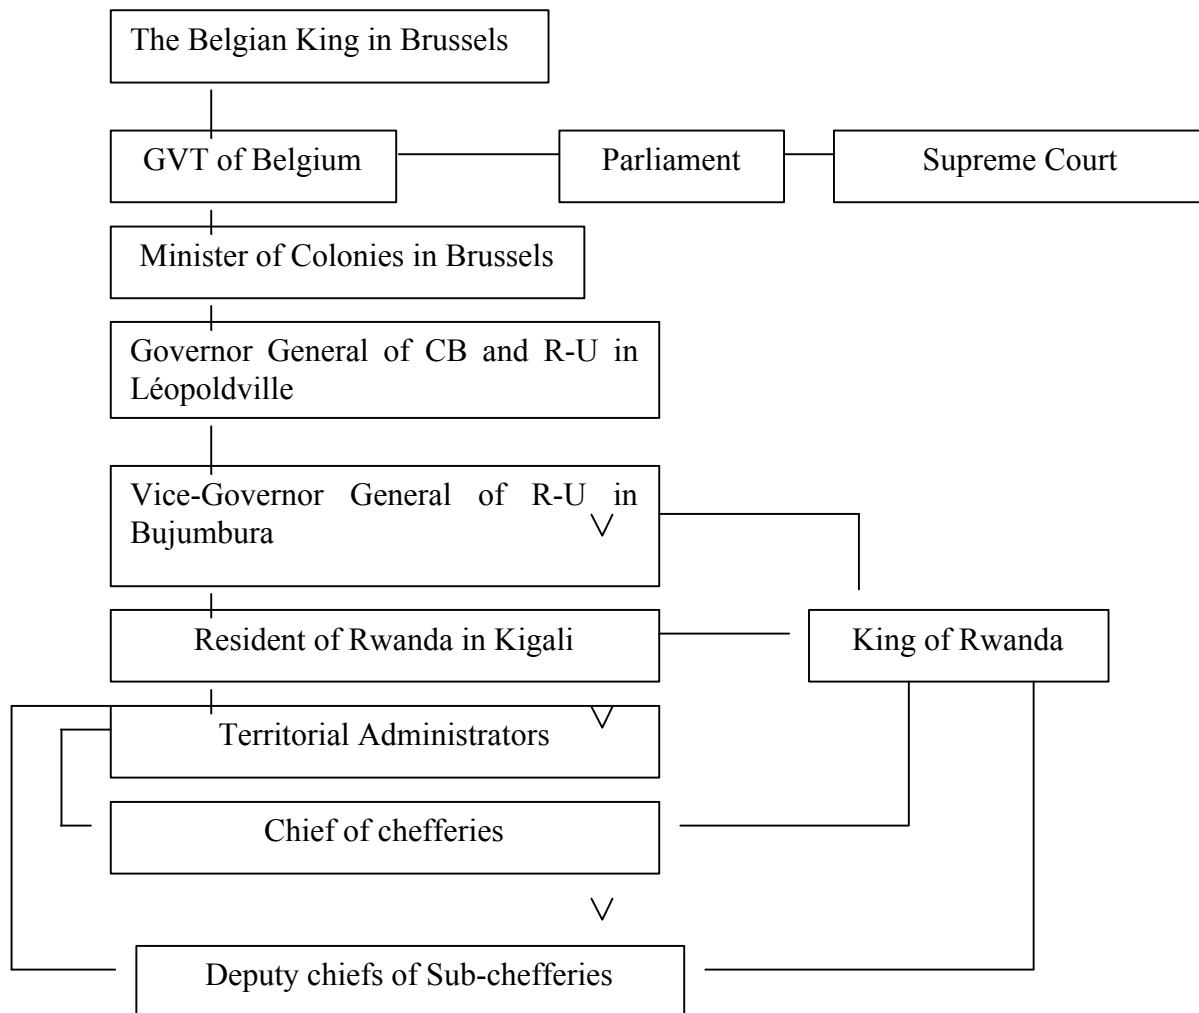 The Belgian King in Brussels
GVT of Belgium
Parliament
Supreme Court
Minister of Colonies in Brussels
Governor General of CB and R-U in
Léopoldville
Vice-Governor General of R-U in
Bujumbura
Resident of Rwanda in Kigali
King of Rwanda
Territorial Administrators
Chief of chefferies
Deputy chiefs of Sub-chefferies